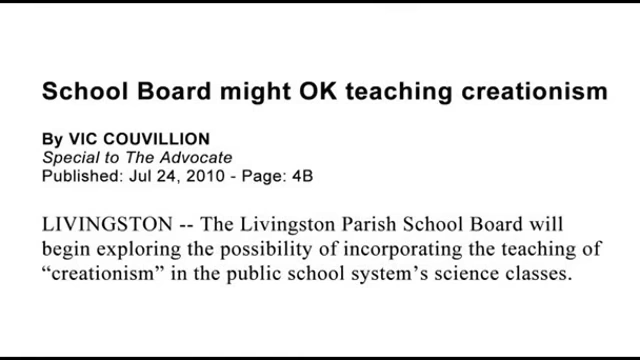 School Board might OK teaching creationism
By VIC COUVILLION
Special to The Advocate
Published: Jul 24, 2010 - Page: 4B
LIVINGSTON -- The Livingston Parish School Board will
begin exploring the possibility of incorporating the teaching of
“creationism” in the public school system’s science classes.